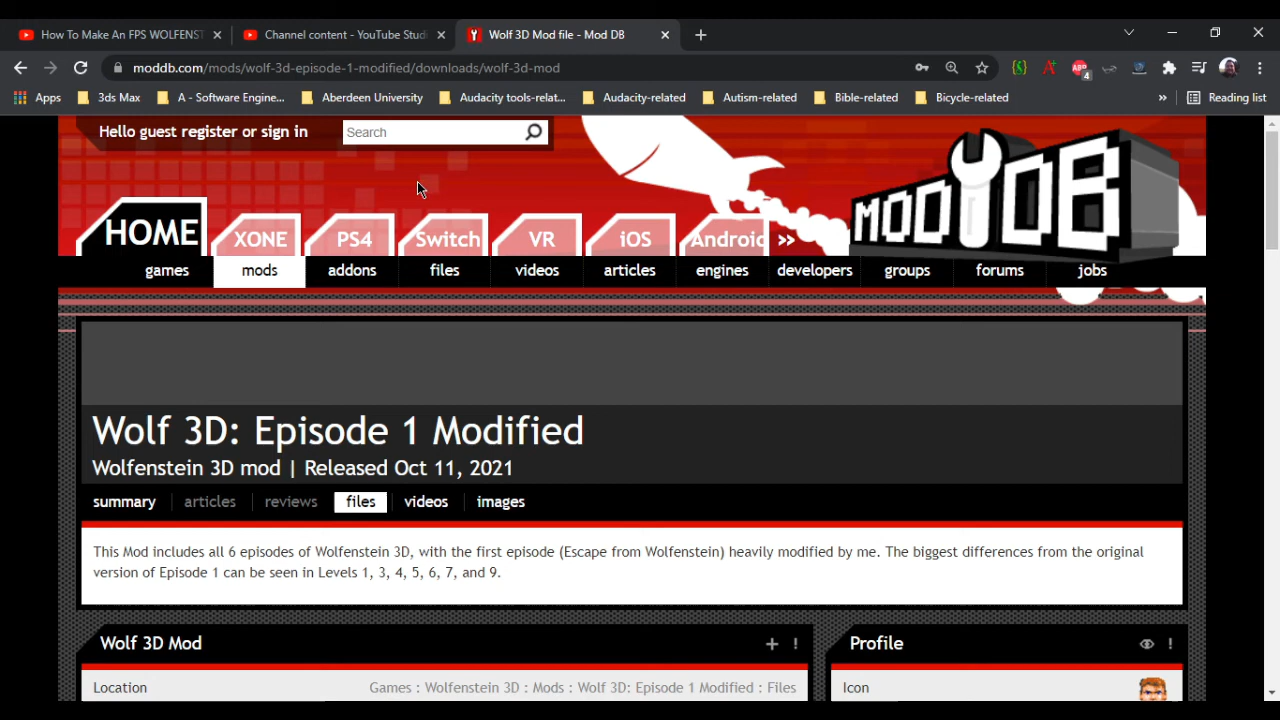 How To Make An FPS WOLFENST
Channel content - YouTube Stud
Wolf 3D Mod file - Mod DB
moddb.com/mods/wolf-3d-episode-1-modified/downloads/wolf-3d-mod
ABP
4
Apps
3ds Max
A - Software Engine...
Aberdeen University
Audacity tools-relat...
Audacity-related
Autism-related
Bible-related
Bicycle-related
»
Reading list
Hello guest register or sign in
Search
MODDB
HOME
XONE
PS4
Switch
VR
iOS
Android
»
games
mods
addons
files
videos
articles
engines
developers
groups
forums
jobs
Wolf 3D: Episode 1 Modified
Wolfenstein 3D mod | Released Oct 11, 2021
summary
articles
reviews
files
videos
images
This Mod includes all 6 episodes of Wolfenstein 3D, with the first episode (Escape from Wolfenstein) heavily modified by me. The biggest differences from the original
version of Episode 1 can be seen in Levels 1, 3, 4, 5, 6, 7, and 9.
Wolf 3D Mod
Profile
Location
Games : Wolfenstein 3D : Mods : Wolf 3D: Episode 1 Modified : Files
Icon